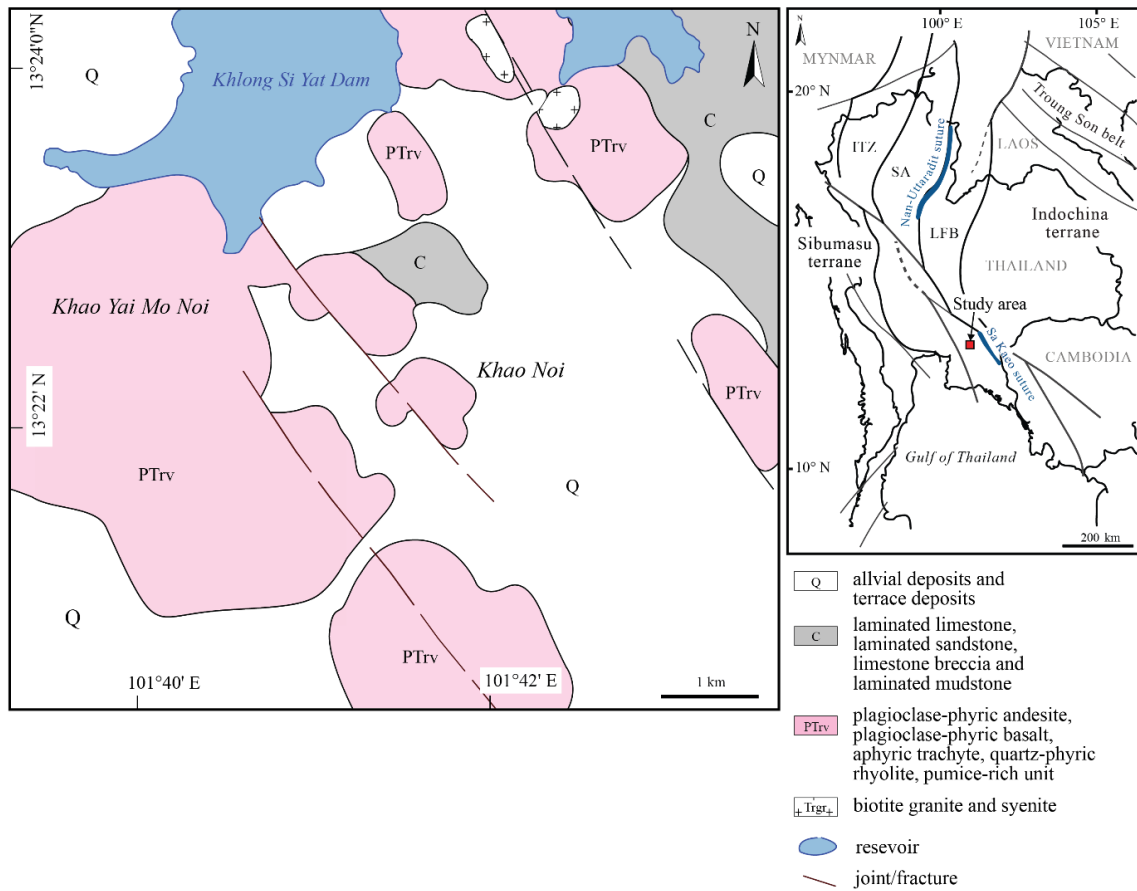 13°24'0"N
Q
Khlong Si Yat Dam
N
C
PTrv
PTrv
Q
C
Khao Yai Mo Noi
Khao Noi
PTrv
13°22' N
PTrv
Q
Q
PTrv
101°40' E
101°42' E
1 km
100° E
105° E
N
MYNMAR
VIETNAM
20° N
Troung Son belt
ITZ
LAOS
SA
Nan-Uttaradit suture
LFB
Indochina
terrane
Sibumasu
terrane
THAILAND
Study area
Sa Kaeo suture
CAMBODIA
Gulf of Thailand
10° N
200 km
Q allvial deposits and
terrace deposits
C laminated limestone,
laminated sandstone,
limestone breccia and
laminated mudstone
PTrv plagioclase-phyric andesite,
plagioclase-phyric basalt,
aphyric trachyte, quartz-phyric
rhyolite, pumice-rich unit
Trgr biotite granite and syenite
resevoir
joint/fracture